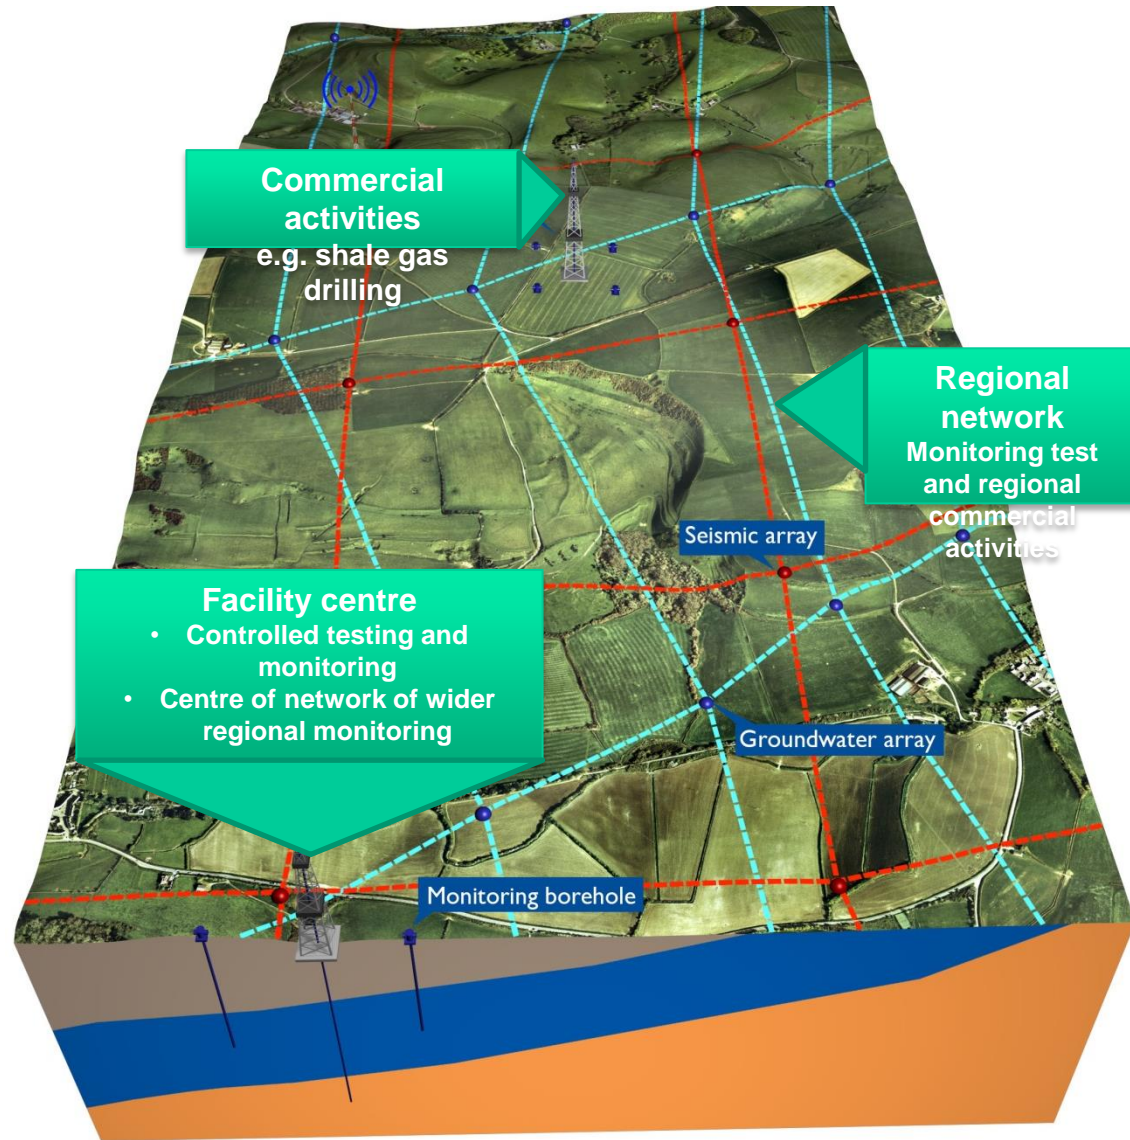 Commercial
activities
e.g. shale gas
drilling
Regional
network
Monitoring test
and regional
commercial
activities
Seismic array
Facility centre
• Controlled testing and
monitoring
• Centre of network of wider
regional monitoring
Groundwater array
Monitoring borehole